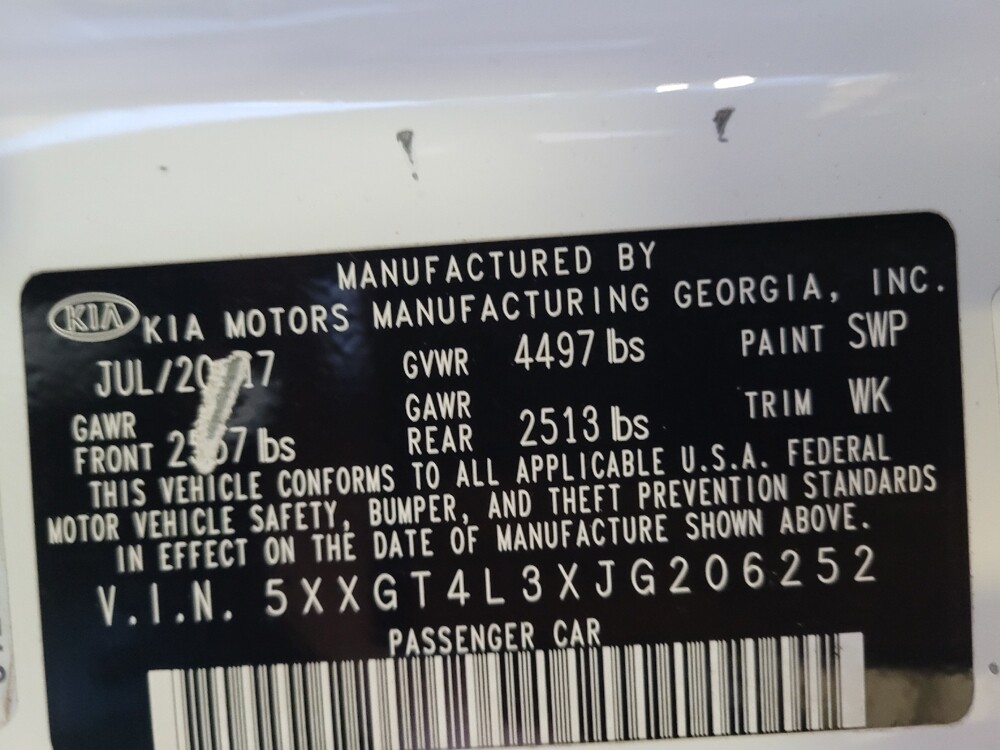 MANUFACTURED BY
KIA KIA MOTORS MANUFACTURING GEORGIA, INC.
GVWR 4497 lbs PAINT SWP
GAWR FRONT lbs GAWR REAR 2513 lbs TRIM WK
THIS VEHICLE CONFORMS TO ALL APPLICABLE U.S.A. FEDERAL
MOTOR VEHICLE SAFETY, BUMPER, AND THEFT PREVENTION STANDARDS
IN EFFECT ON THE DATE OF MANUFACTURE SHOWN ABOVE.
V.I.N. 5XXGT4L3XJG206252
PASSENGER CAR